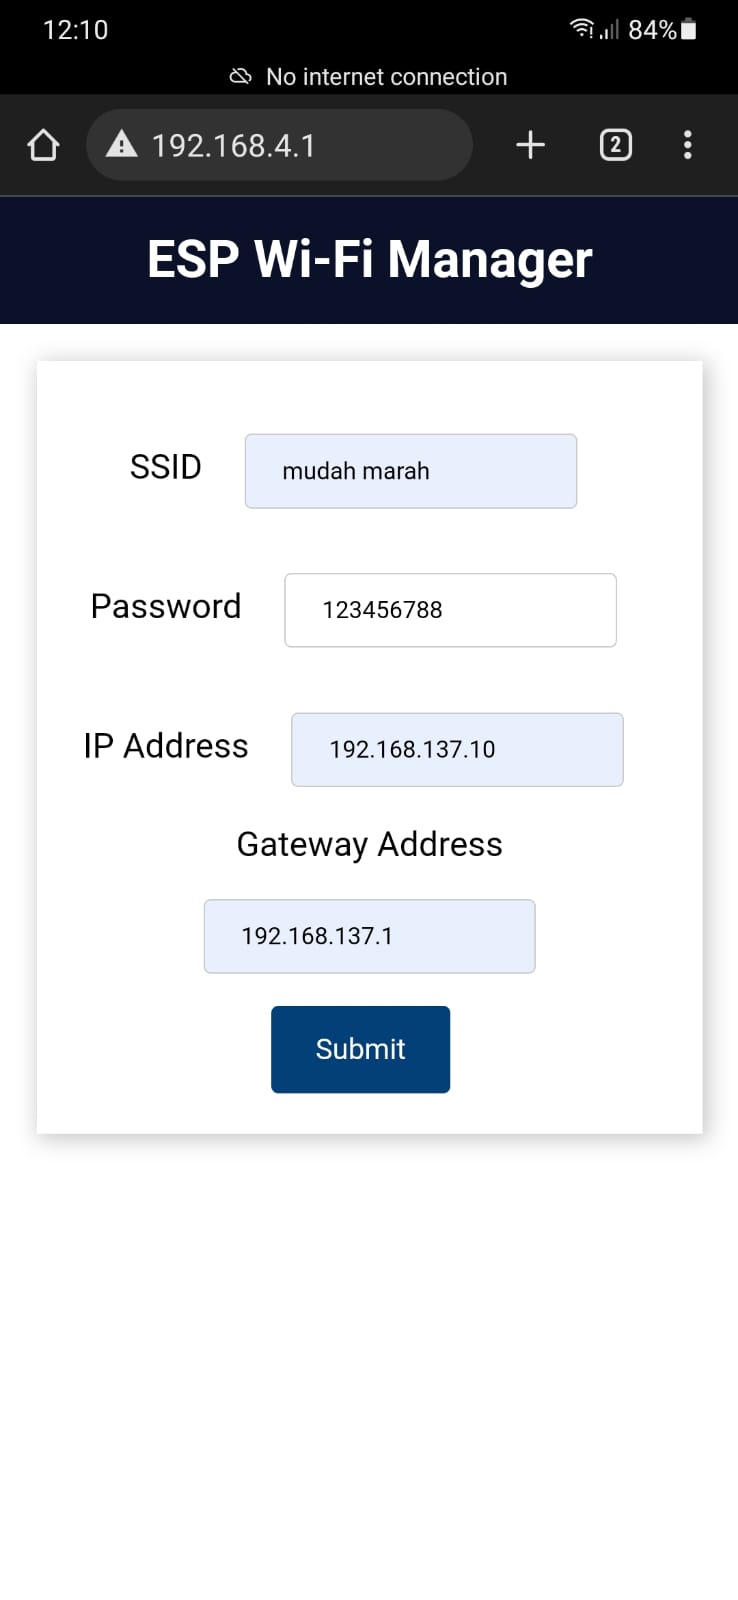 12:10
84%
No internet connection
192.168.4.1
2
ESP Wi-Fi Manager
SSID
mudah marah
Password
123456788
IP Address
192.168.137.10
Gateway Address
192.168.137.1
Submit